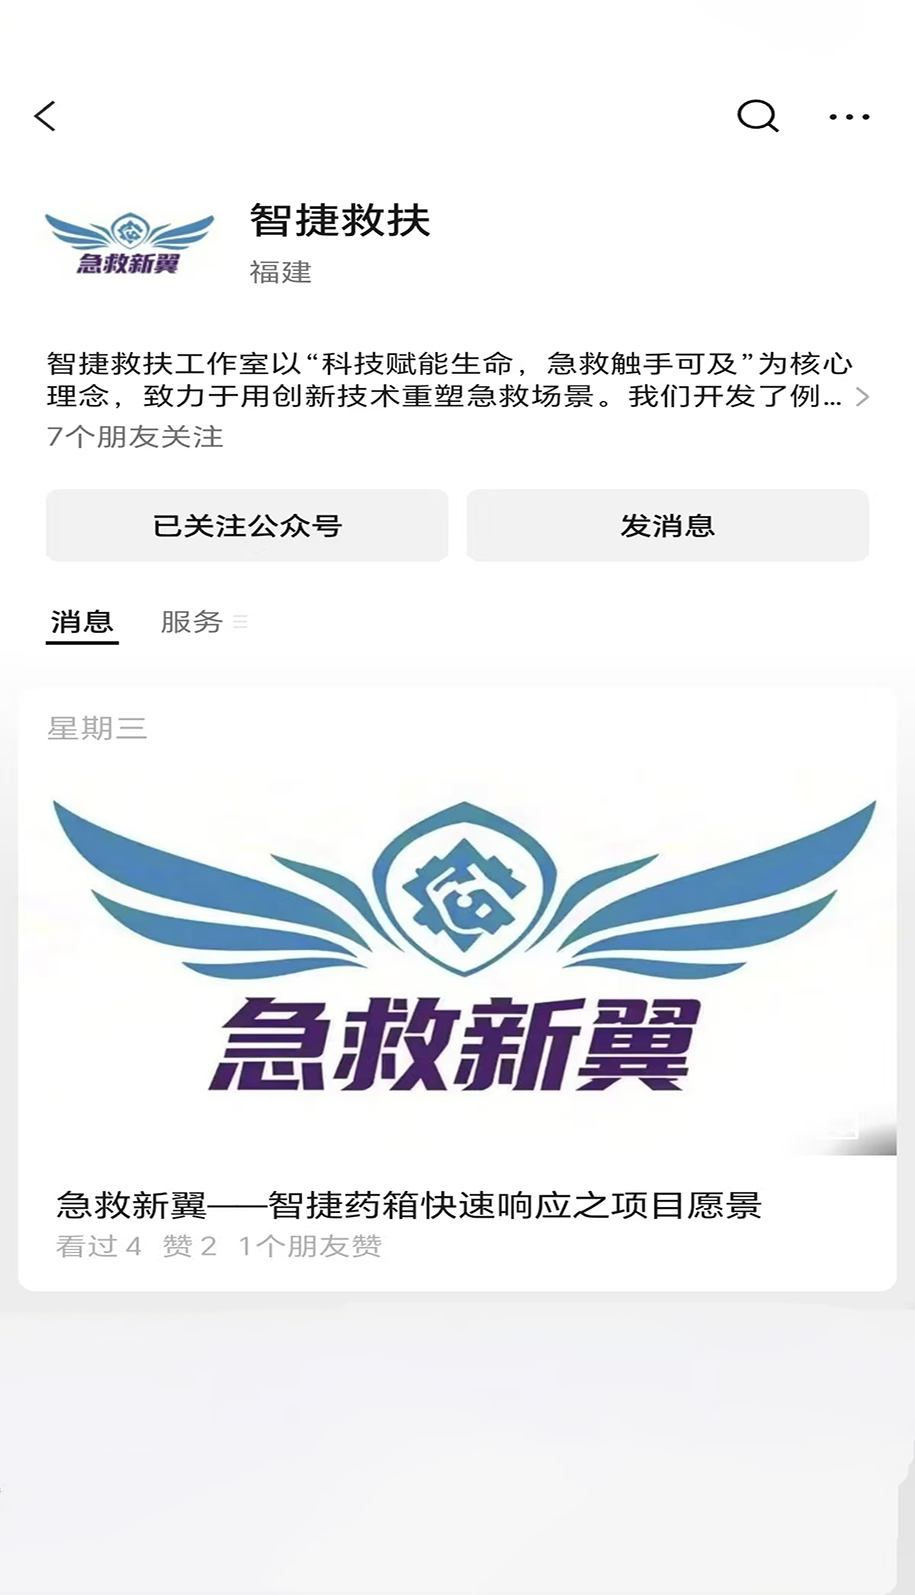 急救新翼
智捷救扶
福建
智捷救扶工作室以“科技赋能生命，急救触手可及”为核心
理念，致力于用创新技术重塑急救场景。我们开发了例...
7个朋友关注
已关注公众号
发消息
消息
服务
星期三
急救新翼
急救新翼——智捷药箱快速响应之项目愿景
看过 4 赞 2 1个朋友赞